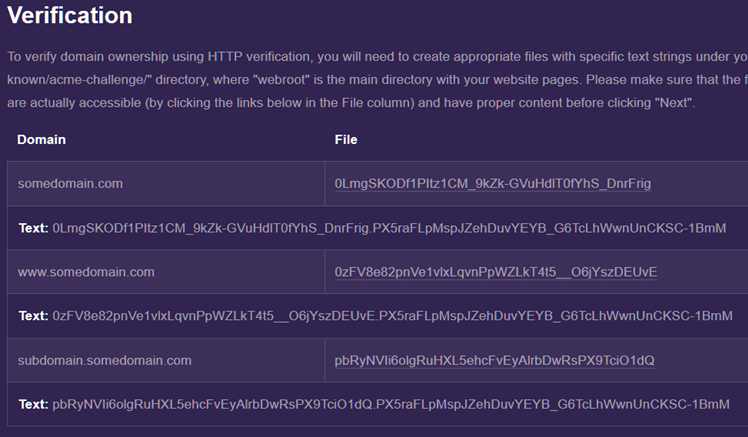 Verification
To verify domain ownership using HTTP verification, you will need to create appropriate files with specific text strings under yo
known/acme-challenge/" directory, where "webroot" is the main directory with your website pages. Please make sure that the f
are actually accessible (by clicking the links below in the File column) and have proper content before clicking "Next".
Domain File
somedomain.com 0LmgSKODf1PItz1CM_9kZk-GVuHdlT0fYhS_DnrFrig
Text: 0LmgSKODf1PItz1CM_9kZk-GVuHdlT0fYhS_DnrFrig.PX5raFLpMspJZehDuvYEYB_G6TcLhWwnUnCKSC-1BmM
www.somedomain.com 0zFV8e82pnVe1vlxLqvnPpWZLkT4t5__O6jYszDEUvE
Text: 0zFV8e82pnVe1vlxLqvnPpWZLkT4t5__O6jYszDEUvE.PX5raFLpMspJZehDuvYEYB_G6TcLhWwnUnCKSC-1BmM
subdomain.somedomain.com pbRyNVIi6olgRuHXL5ehcFvEyAlrbDwRsPX9TciO1dQ
Text: pbRyNVIi6olgRuHXL5ehcFvEyAlrbDwRsPX9TciO1dQ.PX5raFLpMspJZehDuvYEYB_G6TcLhWwnUnCKSC-1BmM